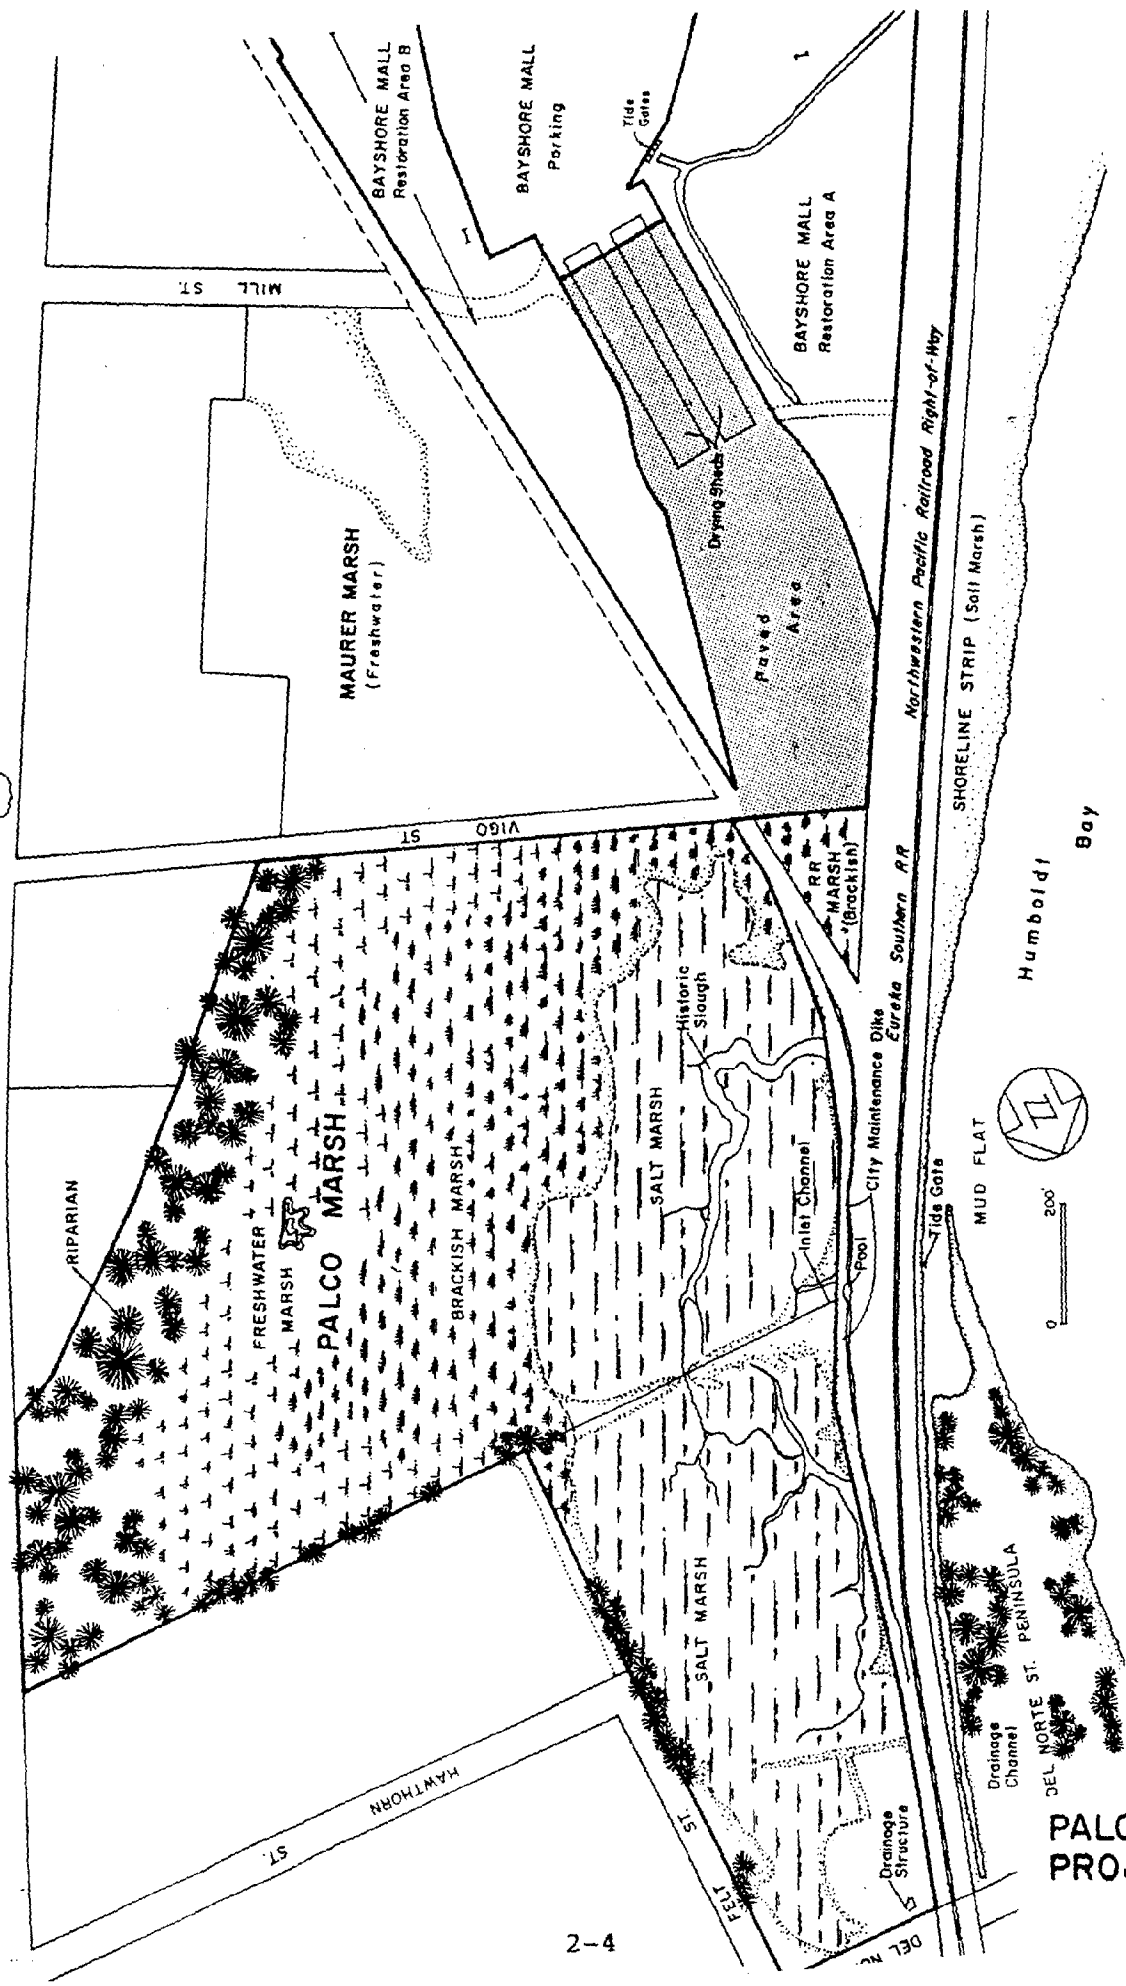 BAYSHORE MALL
Restoration Area B
BAYSHORE MALL
Parking
Tide
Gates
MILL ST.
BAYSHORE MALL
Restoration Area A
MAURER MARSH
(Freshwater)
Drying Sheds
Paved
Area
Northwestern Pacific Railroad Right-of-Way
SHORELINE STRIP (Salt Marsh)
VIGO ST.
RR
MARSH
(Brackish)
Humboldt
Bay
Historic
Slough
City Maintenance Dike
Eureka Southern RR
RIPARIAN
FRESHWATER
MARSH
PALCO MARSH
BRACKISH MARSH
SALT MARSH
Inlet Channel
Pool
Tide Gate
MUD FLAT
0 200'
SALT MARSH
DEL NORTE ST. PENINSULA
Drainage
Channel
HAWTHORN ST.
FELT ST.
Drainage
Structure
DEL NO
PALC
PRO
2-4